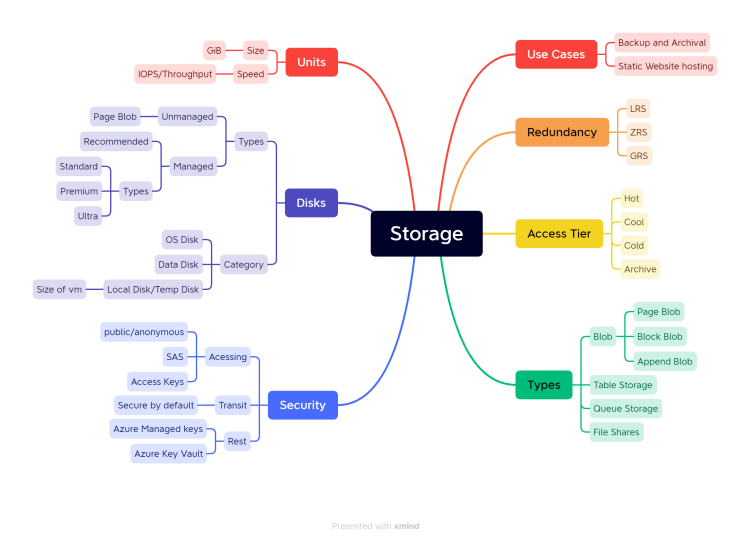 Storage
Use Cases
Backup and Archival
Static Website hosting
Redundancy
LRS
ZRS
GRS
Access Tier
Hot
Cool
Cold
Archive
Types
Blob
Page Blob
Block Blob
Append Blob
Table Storage
Queue Storage
File Shares
Units
Size
GiB
Speed
IOPS/Throughput
Disks
Types
Unmanaged
Page Blob
Managed
Recommended
Types
Standard
Premium
Ultra
Category
OS Disk
Data Disk
Local Disk/Temp Disk
Size of vm
Security
Acessing
public/anonymous
SAS
Access Keys
Transit
Secure by default
Rest
Azure Managed keys
Azure Key Vault
Presented with xmind